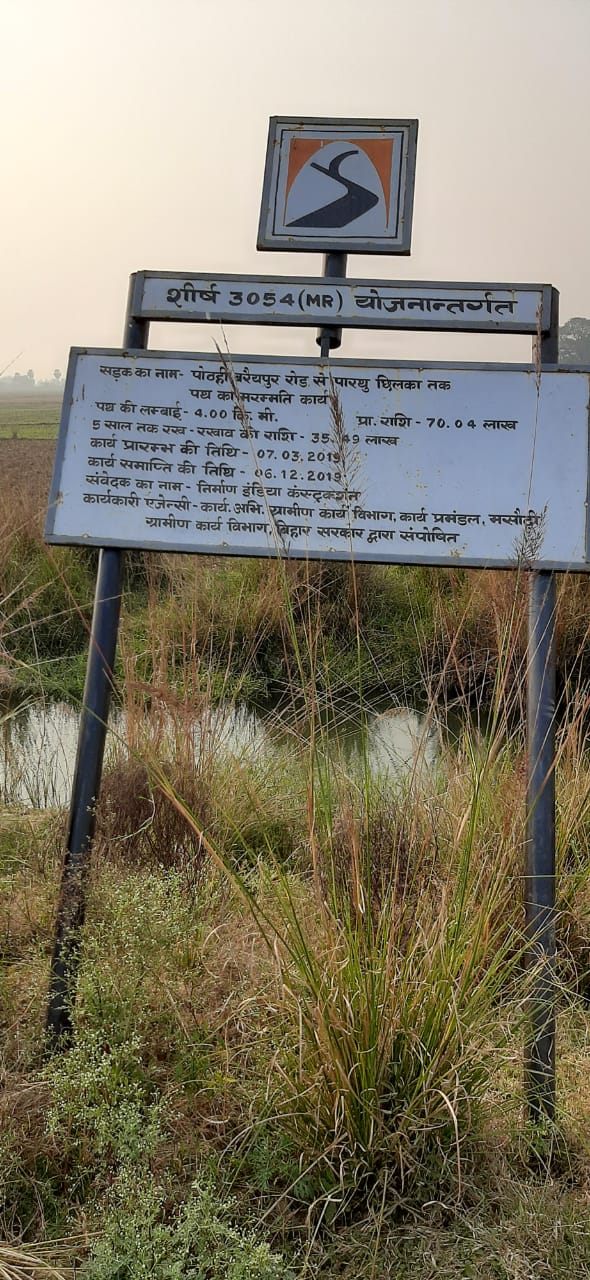 शीर्ष 3054 (MR) योजनान्तर्गत
सड़क का नाम- पोठही बरैयपुर रोड से पारथु घिलका तक
पथ का मरम्मति कार्य
पथ की लम्बाई- 4.00 कि. मी. प्रा. राशि - 70.04 लाख
5 साल तक रख - रखाव की राशि - 35. 49 लाख
कार्य प्रारम्भ की तिथि - 07.03.2019
कार्य समाप्ति की तिथि - 06.12.2019
संवेदक का नाम - निर्माण इंडिया कंस्ट्रक्शन
कार्यकारी एजेन्सी - कार्य. अभि. ग्रामीण कार्य विभाग, कार्य प्रमंडल, मसौढ़ी
ग्रामीण कार्य विभाग, बिहार सरकार द्वारा संपोषित